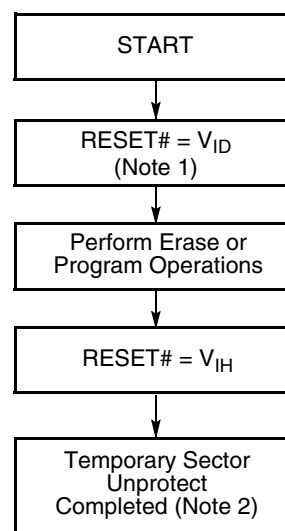 START
RESET# = VID
(Note 1)
Perform Erase or
Program Operations
RESET# = VIH
Temporary Sector
Unprotect
Completed (Note 2)